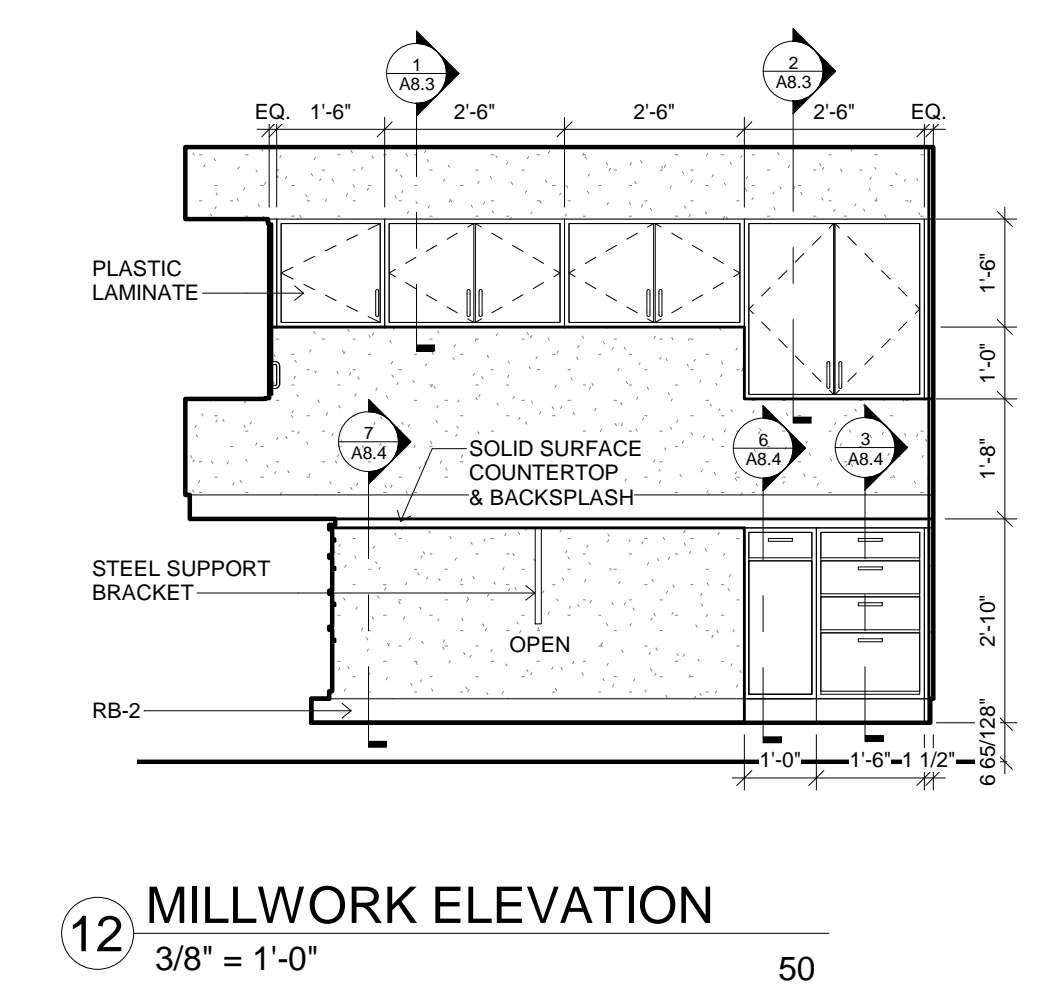 1
A8.3
2
A8.3
EQ. 1'-6" 2'-6" 2'-6" 2'-6" EQ.
PLASTIC
LAMINATE
1'-6"
1'-0"
7
A8.4
SOLID SURFACE
COUNTERTOP
& BACKSPLASH
6
A8.4
3
A8.4
1'-8"
STEEL SUPPORT
BRACKET
OPEN
2'-10"
RB-2
6 65/128"
1'-0" 1'-6" 1 1/2"
12 MILLWORK ELEVATION
3/8" = 1'-0" 50